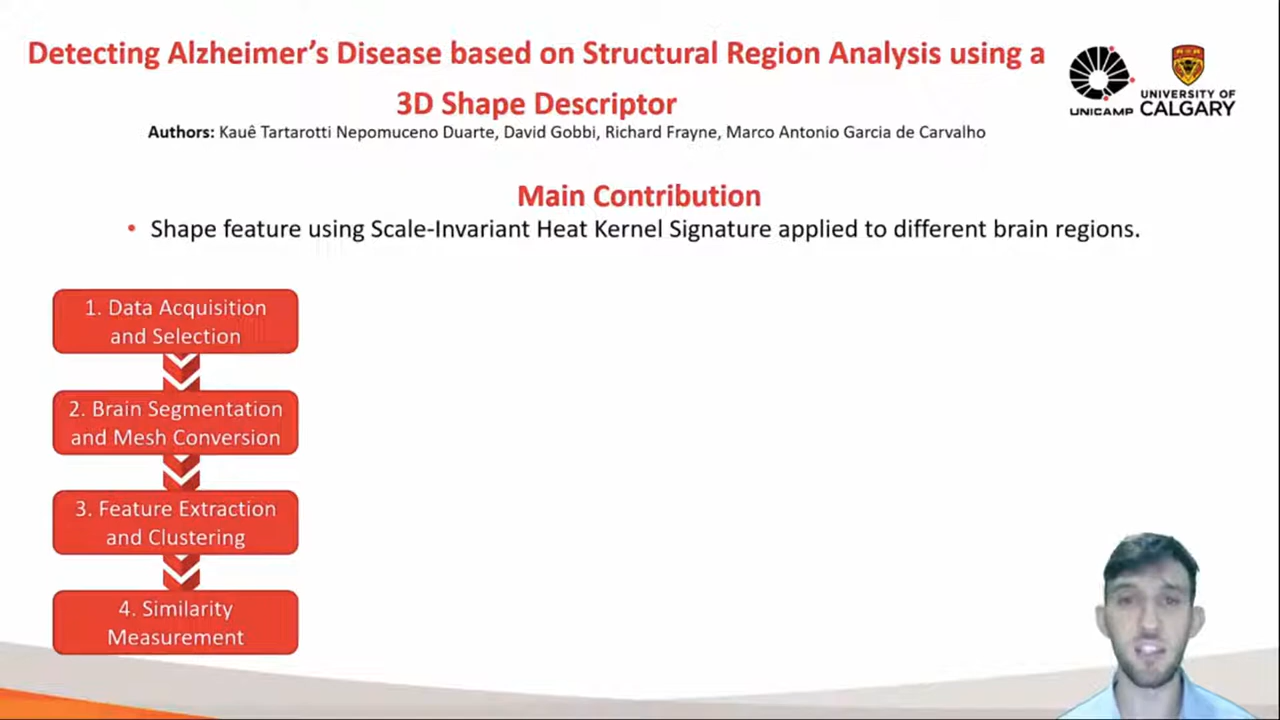 Detecting Alzheimer's Disease based on Structural Region Analysis using a
3D Shape Descriptor
Authors: Kauê Tartarotti Nepomuceno Duarte, David Gobbi, Richard Frayne, Marco Antonio Garcia de Carvalho
UNICAMP
UNIVERSITY OF
CALGARY
Main Contribution
• Shape feature using Scale-Invariant Heat Kernel Signature applied to different brain regions.
1. Data Acquisition
and Selection
2. Brain Segmentation
and Mesh Conversion
3. Feature Extraction
and Clustering
4. Similarity
Measurement